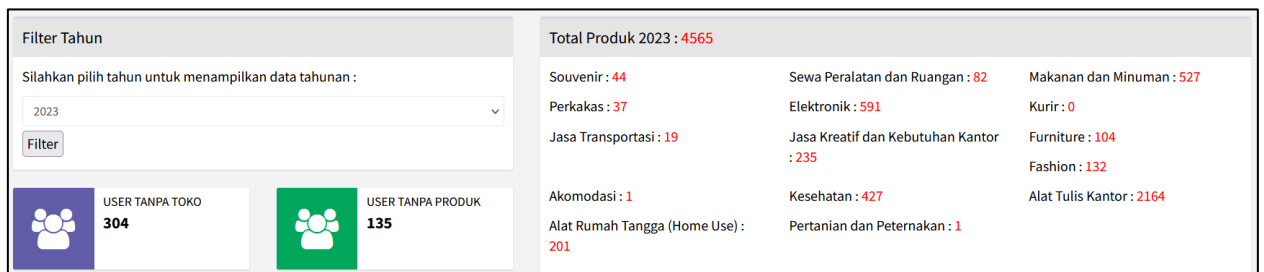 Filter Tahun
Silahkan pilih tahun untuk menampilkan data tahunan :
2023
Filter
USER TANPA TOKO
304
USER TANPA PRODUK
135
Total Produk 2023 : 4565
Souvenir : 44
Sewa Peralatan dan Ruangan : 82
Makanan dan Minuman : 527
Perkakas : 37
Elektronik : 591
Kurir : 0
Jasa Transportasi : 19
Jasa Kreatif dan Kebutuhan Kantor
: 235
Furniture : 104
Fashion : 132
Akomodasi : 1
Kesehatan : 427
Alat Tulis Kantor : 2164
Alat Rumah Tangga (Home Use) :
201
Pertanian dan Peternakan : 1